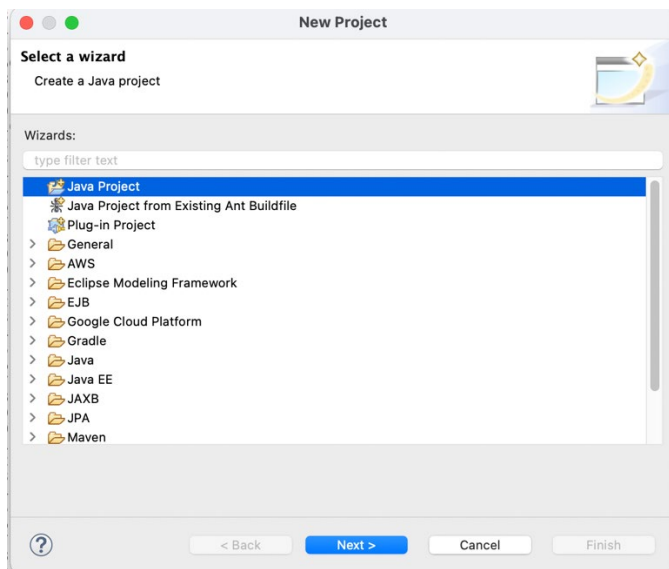 New Project
Select a wizard
Create a Java project
Wizards:
type filter text
Java Project
Java Project from Existing Ant Buildfile
Plug-in Project
General
AWS
Eclipse Modeling Framework
EJB
Google Cloud Platform
Gradle
Java
Java EE
JAXB
JPA
Maven
? < Back Next > Cancel Finish